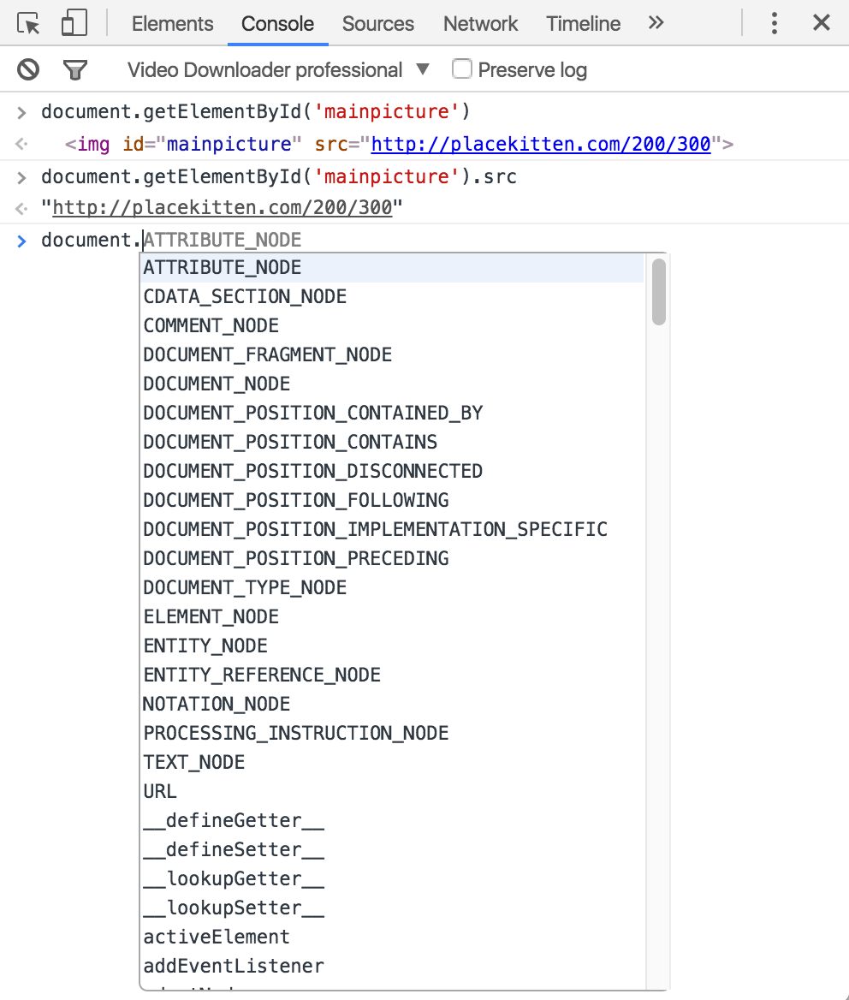 Elements Console Sources Network Timeline »
Video Downloader professional ▼ Preserve log
> document.getElementById('mainpicture')
<img id="mainpicture" src="http://placekitten.com/200/300">
> document.getElementById('mainpicture').src
"http://placekitten.com/200/300"
> document.ATTRIBUTE_NODE
ATTRIBUTE_NODE
CDATA_SECTION_NODE
COMMENT_NODE
DOCUMENT_FRAGMENT_NODE
DOCUMENT_NODE
DOCUMENT_POSITION_CONTAINED_BY
DOCUMENT_POSITION_CONTAINS
DOCUMENT_POSITION_DISCONNECTED
DOCUMENT_POSITION_FOLLOWING
DOCUMENT_POSITION_IMPLEMENTATION_SPECIFIC
DOCUMENT_POSITION_PRECEDING
DOCUMENT_TYPE_NODE
ELEMENT_NODE
ENTITY_NODE
ENTITY_REFERENCE_NODE
NOTATION_NODE
PROCESSING_INSTRUCTION_NODE
TEXT_NODE
URL
__defineGetter__
__defineSetter__
__lookupGetter__
__lookupSetter__
activeElement
addEventListener